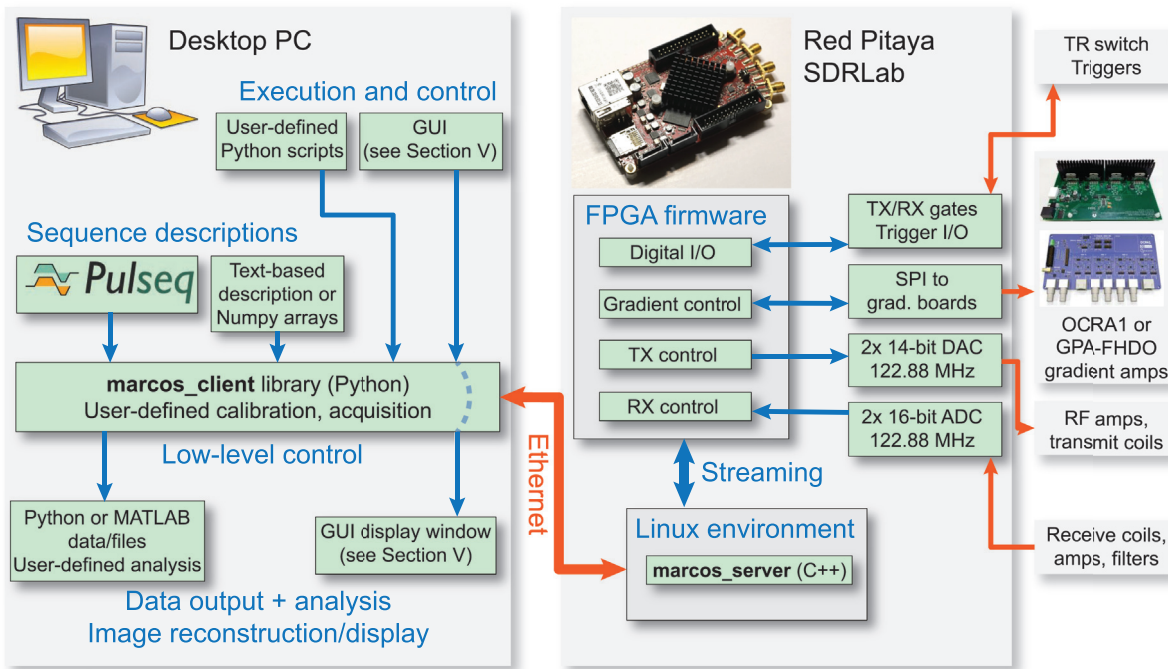 Desktop PC
Execution and control
User-defined
Python scripts
GUI
(see Section V)
Sequence descriptions
Pulseq
Text-based
description or
Numpy arrays
marcos_client library (Python)
User-defined calibration, acquisition
Low-level control
Python or MATLAB
data/files
User-defined analysis
GUI display window
(see Section V)
Data output + analysis
Image reconstruction/display
Ethernet
Red Pitaya
SDRLab
FPGA firmware
Digital I/O
Gradient control
TX control
RX control
TX/RX gates
Trigger I/O
SPI to
grad. boards
2x 14-bit DAC
122.88 MHz
2x 16-bit ADC
122.88 MHz
Streaming
Linux environment
marcos_server (C++)
TR switch
Triggers
OCRA1 or
GPA-FHDO
gradient amps
RF amps,
transmit coils
Receive coils,
amps, filters